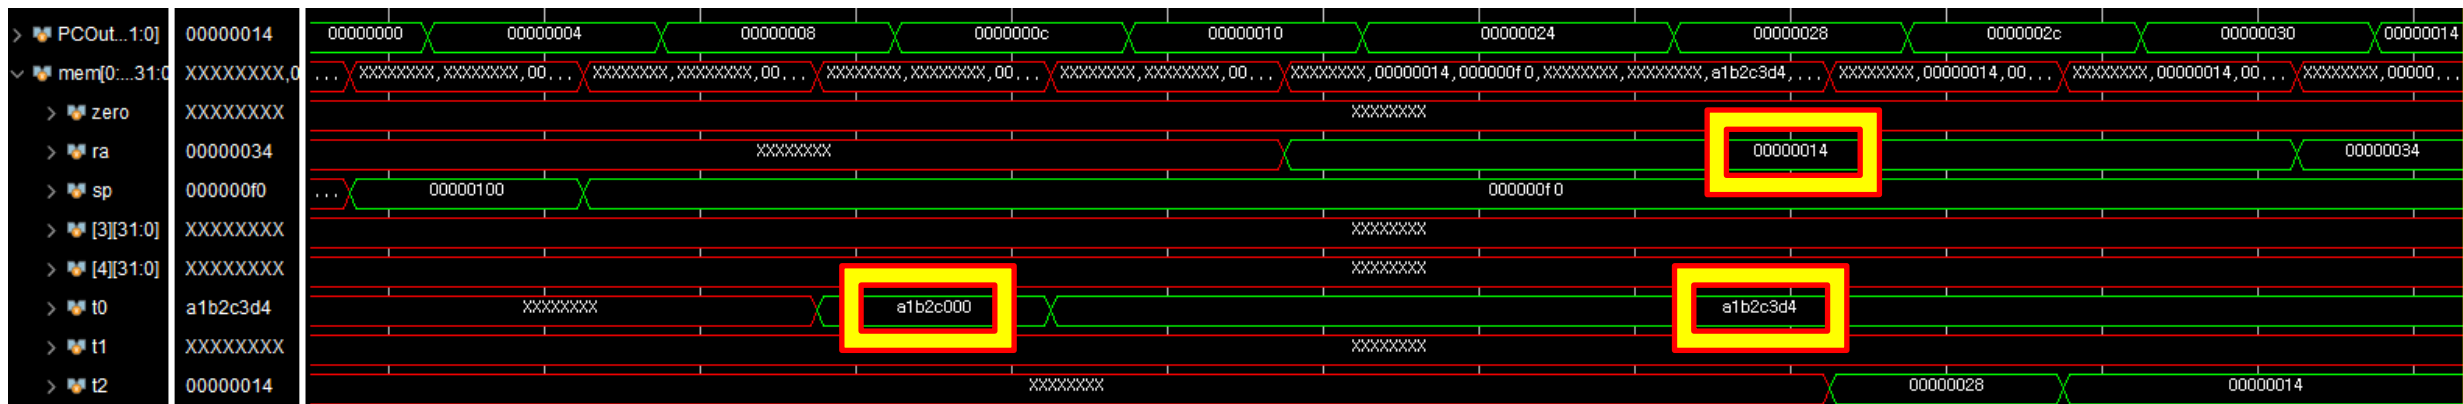 PCOut...1:0] 00000014 00000000 00000004 00000008 0000000c 00000010 00000024 00000028 0000002c 00000030 00000014
mem[0:...31:0 XXXXXXXX,0 ... XXXXXXXX,XXXXXXXX,00... XXXXXXXX,XXXXXXXX,00... XXXXXXXX,XXXXXXXX,00... XXXXXXXX,XXXXXXXX,00... XXXXXXXX,00000014,000000f0,XXXXXXXX,XXXXXXXX,a1b2c3d4,... XXXXXXXX,00000014,00... XXXXXXXX,00000014,00... XXXXXXXX,00000...
zero XXXXXXXX XXXXXXXX
ra 00000034 XXXXXXXX 00000014 00000034
sp 000000f0 ... 00000100 000000f0
[3][31:0] XXXXXXXX XXXXXXXX
[4][31:0] XXXXXXXX XXXXXXXX
t0 a1b2c3d4 XXXXXXXX a1b2c000 a1b2c3d4
t1 XXXXXXXX XXXXXXXX
t2 00000014 XXXXXXXX 00000028 00000014